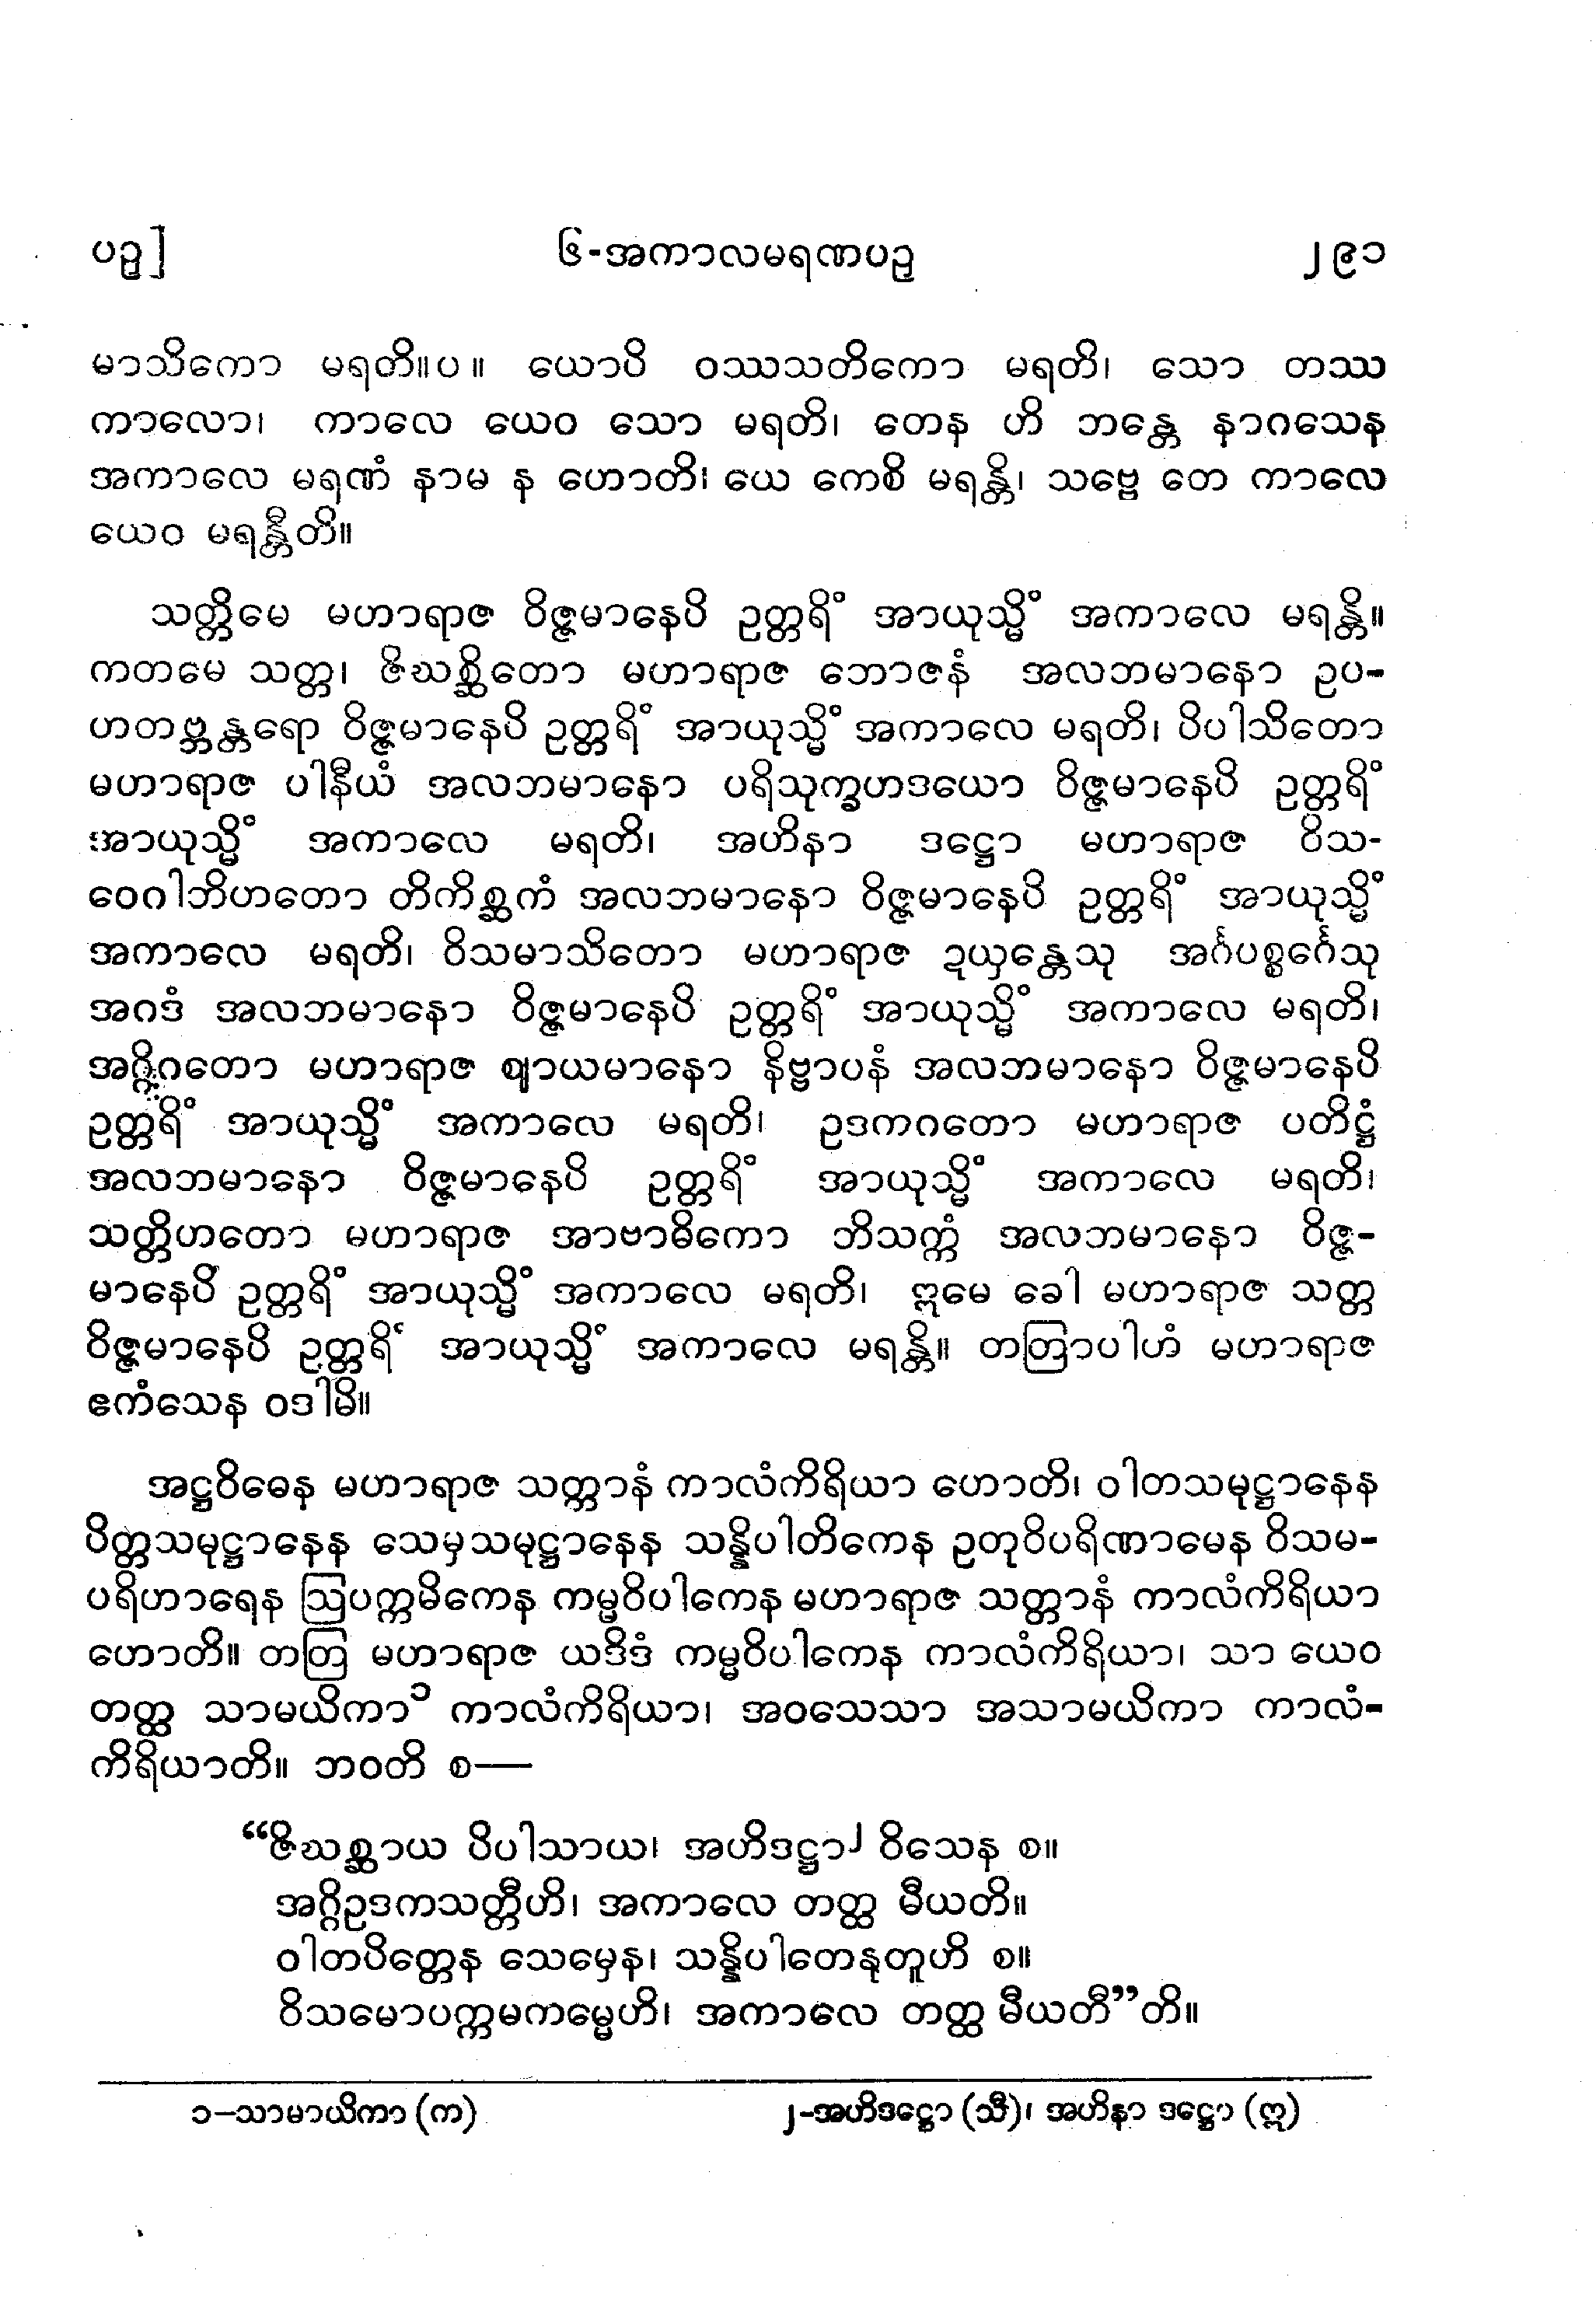 ပဥှ] ၆-အကာလမရဏပဥှ ၂၉၁
မာသိကော မရတိ။ပ။ ယောပိ ဝဿသတိကော မရတိ၊ သော တဿ
ကာလော၊ ကာလေ ယေဝ သော မရတိ၊ တေန ဟိ ဘန္တေ နာဂသေန
အကာလေ မရဏံ နာမ န ဟောတိ၊ ယေ ကေစိ မရန္တိ၊ သဗ္ဗေ တေ ကာလေ
ယေဝ မရန္တီတိ။
သတ္တိမေ မဟာရာဇ ဝိဇ္ဇမာနေပိ ဥတ္တရိံ အာယုသ္မိံ အကာလေ မရန္တိ။
ကတမေ သတ္တ၊ ဇိဃစ္ဆိတော မဟာရာဇ ဘောဇနံ အလဘမာနော ဥပ-
ဟတဗ္ဘန္တရော ဝိဇ္ဇမာနေပိ ဥတ္တရိံ အာယုသ္မိံ အကာလေ မရတိ၊ ပိပါသိတော
မဟာရာဇ ပါနီယံ အလဘမာနော ပရိသုက္ခဟဒယော ဝိဇ္ဇမာနေပိ ဥတ္တရိံ
အာယုသ္မိံ အကာလေ မရတိ၊ အဟိနာ ဒဋ္ဌော မဟာရာဇ ဝိသ-
ဝေဂါဘိဟတော တိကိစ္ဆကံ အလဘမာနော ဝိဇ္ဇမာနေပိ ဥတ္တရိံ အာယုသ္မိံ
အကာလေ မရတိ၊ ဝိသမာသိတော မဟာရာဇ ဍယှန္တေသု အင်္ဂပစ္စင်္ဂေသု
အဂဒံ အလဘမာနော ဝိဇ္ဇမာနေပိ ဥတ္တရိံ အာယုသ္မိံ အကာလေ မရတိ၊
အဂ္ဂိဂတော မဟာရာဇ ဈာယမာနော နိဗ္ဗာပနံ အလဘမာနော ဝိဇ္ဇမာနေပိ
ဥတ္တရိံ အာယုသ္မိံ အကာလေ မရတိ၊ ဥဒကဂတော မဟာရာဇ ပတိဋ္ဌံ
အလဘမာနော ဝိဇ္ဇမာနေပိ ဥတ္တရိံ အာယုသ္မိံ အကာလေ မရတိ၊
သတ္တိဟတော မဟာရာဇ အာဗာဓိကော ဘိသက္ကံ အလဘမာနော ဝိဇ္ဇ-
မာနေပိ ဥတ္တရိံ အာယုသ္မိံ အကာလေ မရတိ၊ ဣမေ ခေါ မဟာရာဇ သတ္တ
ဝိဇ္ဇမာနေပိ ဥတ္တရိံ အာယုသ္မိံ အကာလေ မရန္တိ။ တတြာပါဟံ မဟာရာဇ
ဧကံသေန ဝဒါမိ။
အဋ္ဌဝိဓေန မဟာရာဇ သတ္တာနံ ကာလံကိရိယာ ဟောတိ၊ ဝါတသမုဋ္ဌာနေန
ပိတ္တသမုဋ္ဌာနေန သေမှသမုဋ္ဌာနေန သန္နိပါတိကေန ဥတုဝိပရိဏာမေန ဝိသမ-
ပရိဟာရေန ဩပက္ကမိကေန ကမ္မဝိပါကေန မဟာရာဇ သတ္တာနံ ကာလံကိရိယာ
ဟောတိ။ တတြ မဟာရာဇ ယဒိဒံ ကမ္မဝိပါကေန ကာလံကိရိယာ၊ သာ ယေဝ
တတ္ထ သာမယိကာ၁ ကာလံကိရိယာ၊ အဝသေသာ အသာမယိကာ ကာလံ-
ကိရိယာတိ။ ဘဝတိ စ—
“ဇိဃစ္ဆာယ ပိပါသာယ၊ အဟိဒဋ္ဌာ၂ ဝိသေန စ။
အဂ္ဂိဥဒကသတ္တီဟိ၊ အကာလေ တတ္ထ မီယတိ။
ဝါတပိတ္တေန သေမှေန၊ သန္နိပါတေနုတူဟိ စ။
ဝိသမောပက္ကမကမ္မေဟိ၊ အကာလေ တတ္ထ မီယတီ”တိ။
၁–သာမာယိကာ (က) ၂-အဟိဒဋ္ဌော (သီ)၊ အဟိနာ ဒဋ္ဌော (ဣ)